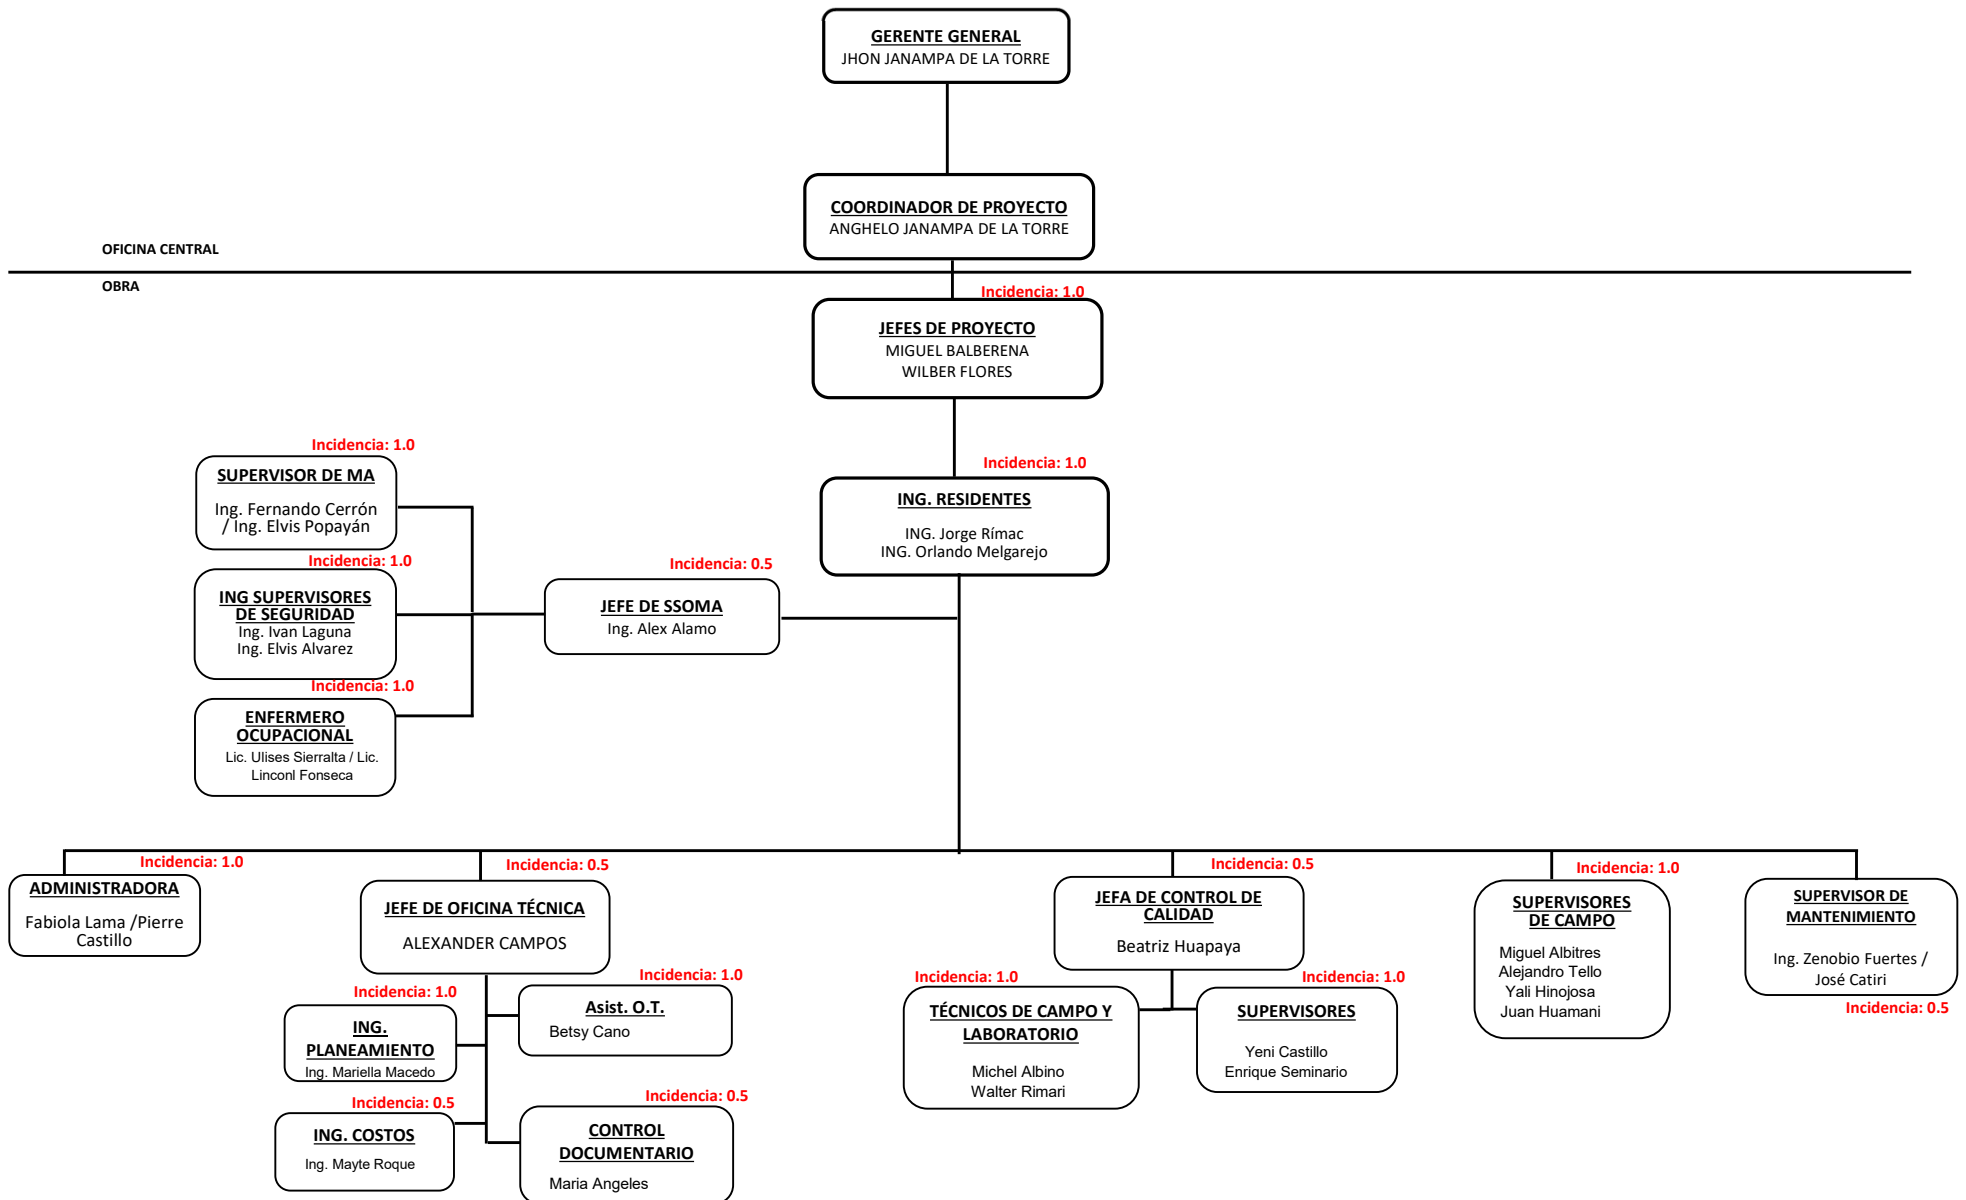 GERENTE GENERAL
JHON JANAMPA DE LA TORRE
COORDINADOR DE PROYECTO
ANGHELO JANAMPA DE LA TORRE
OFICINA CENTRAL
OBRA
Incidencia: 1.0
JEFES DE PROYECTO
MIGUEL BALBERENA
WILBER FLORES
Incidencia: 1.0
ING. RESIDENTES
ING. Jorge Rímac
ING. Orlando Melgarejo
Incidencia: 1.0
SUPERVISOR DE MA
Ing. Fernando Cerrón
/ Ing. Elvis Popayán
Incidencia: 1.0
ING SUPERVISORES
DE SEGURIDAD
Ing. Ivan Laguna
Ing. Elvis Alvarez
Incidencia: 0.5
JEFE DE SSOMA
Ing. Alex Alamo
Incidencia: 1.0
ENFERMERO
OCUPACIONAL
Lic. Ulises Sierralta / Lic.
Linconl Fonseca
Incidencia: 1.0
ADMINISTRADORA
Fabiola Lama /Pierre
Castillo
Incidencia: 0.5
JEFE DE OFICINA TÉCNICA
ALEXANDER CAMPOS
Incidencia: 0.5
JEFA DE CONTROL DE
CALIDAD
Beatriz Huapaya
Incidencia: 1.0
SUPERVISORES
DE CAMPO
Miguel Albitres
Alejandro Tello
Yali Hinojosa
Juan Huamani
SUPERVISOR DE
MANTENIMIENTO
Ing. Zenobio Fuertes /
José Catiri
Incidencia: 0.5
Incidencia: 1.0
ING.
PLANEAMIENTO
Ing. Mariella Macedo
Incidencia: 1.0
Asist. O.T.
Betsy Cano
Incidencia: 0.5
ING. COSTOS
Ing. Mayte Roque
Incidencia: 0.5
CONTROL
DOCUMENTARIO
Maria Angeles
Incidencia: 1.0
TÉCNICOS DE CAMPO Y
LABORATORIO
Michel Albino
Walter Rimari
Incidencia: 1.0
SUPERVISORES
Yeni Castillo
Enrique Seminario